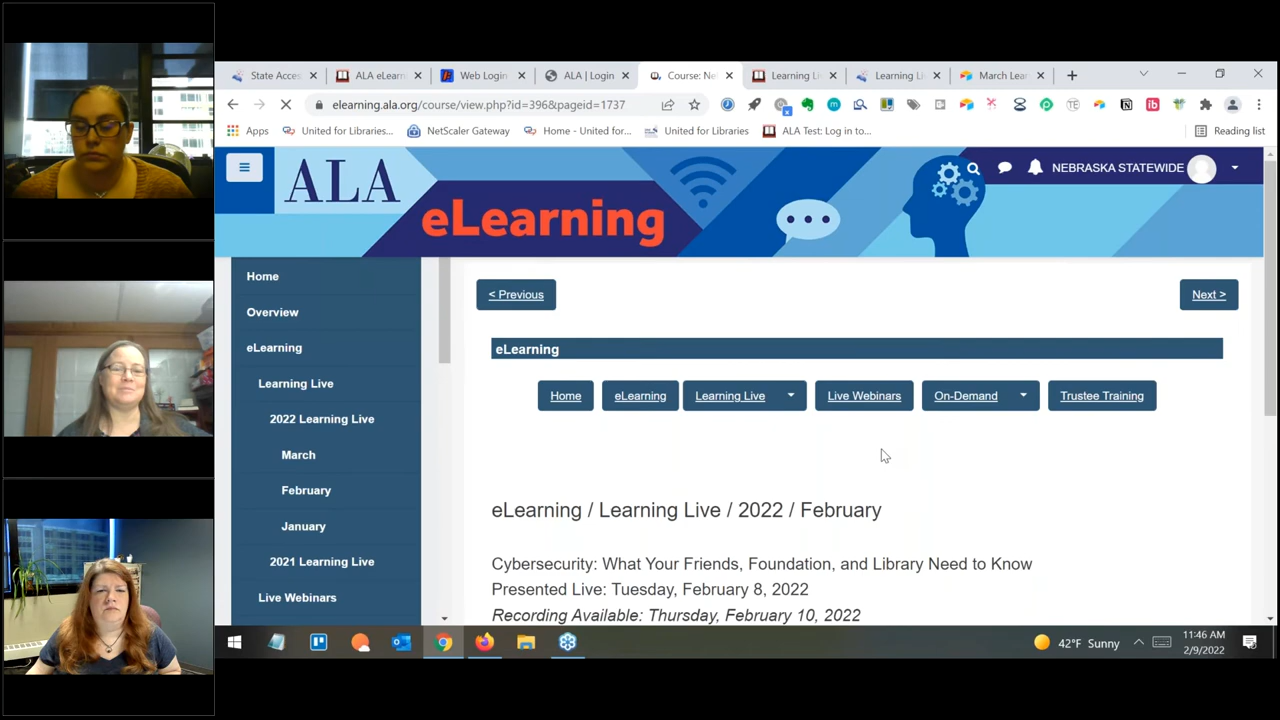 State Acces
ALA eLearn
Web Login
ALA | Login
Course: Ne
Learning Li
Learning Li
March Lear
elearning.ala.org/course/view.php?id=396&pageid=1737
Apps
United for Libraries...
NetScaler Gateway
Home - United for...
United for Libraries
ALA Test: Log in to...
Reading list
ALA
eLearning
NEBRASKA STATEWIDE
Home
Overview
eLearning
Learning Live
2022 Learning Live
March
February
January
2021 Learning Live
Live Webinars
< Previous
Next >
eLearning
Home
eLearning
Learning Live
Live Webinars
On-Demand
Trustee Training
eLearning / Learning Live / 2022 / February
Cybersecurity: What Your Friends, Foundation, and Library Need to Know
Presented Live: Tuesday, February 8, 2022
Recording Available: Thursday, February 10, 2022
42°F Sunny
11:46 AM
2/9/2022